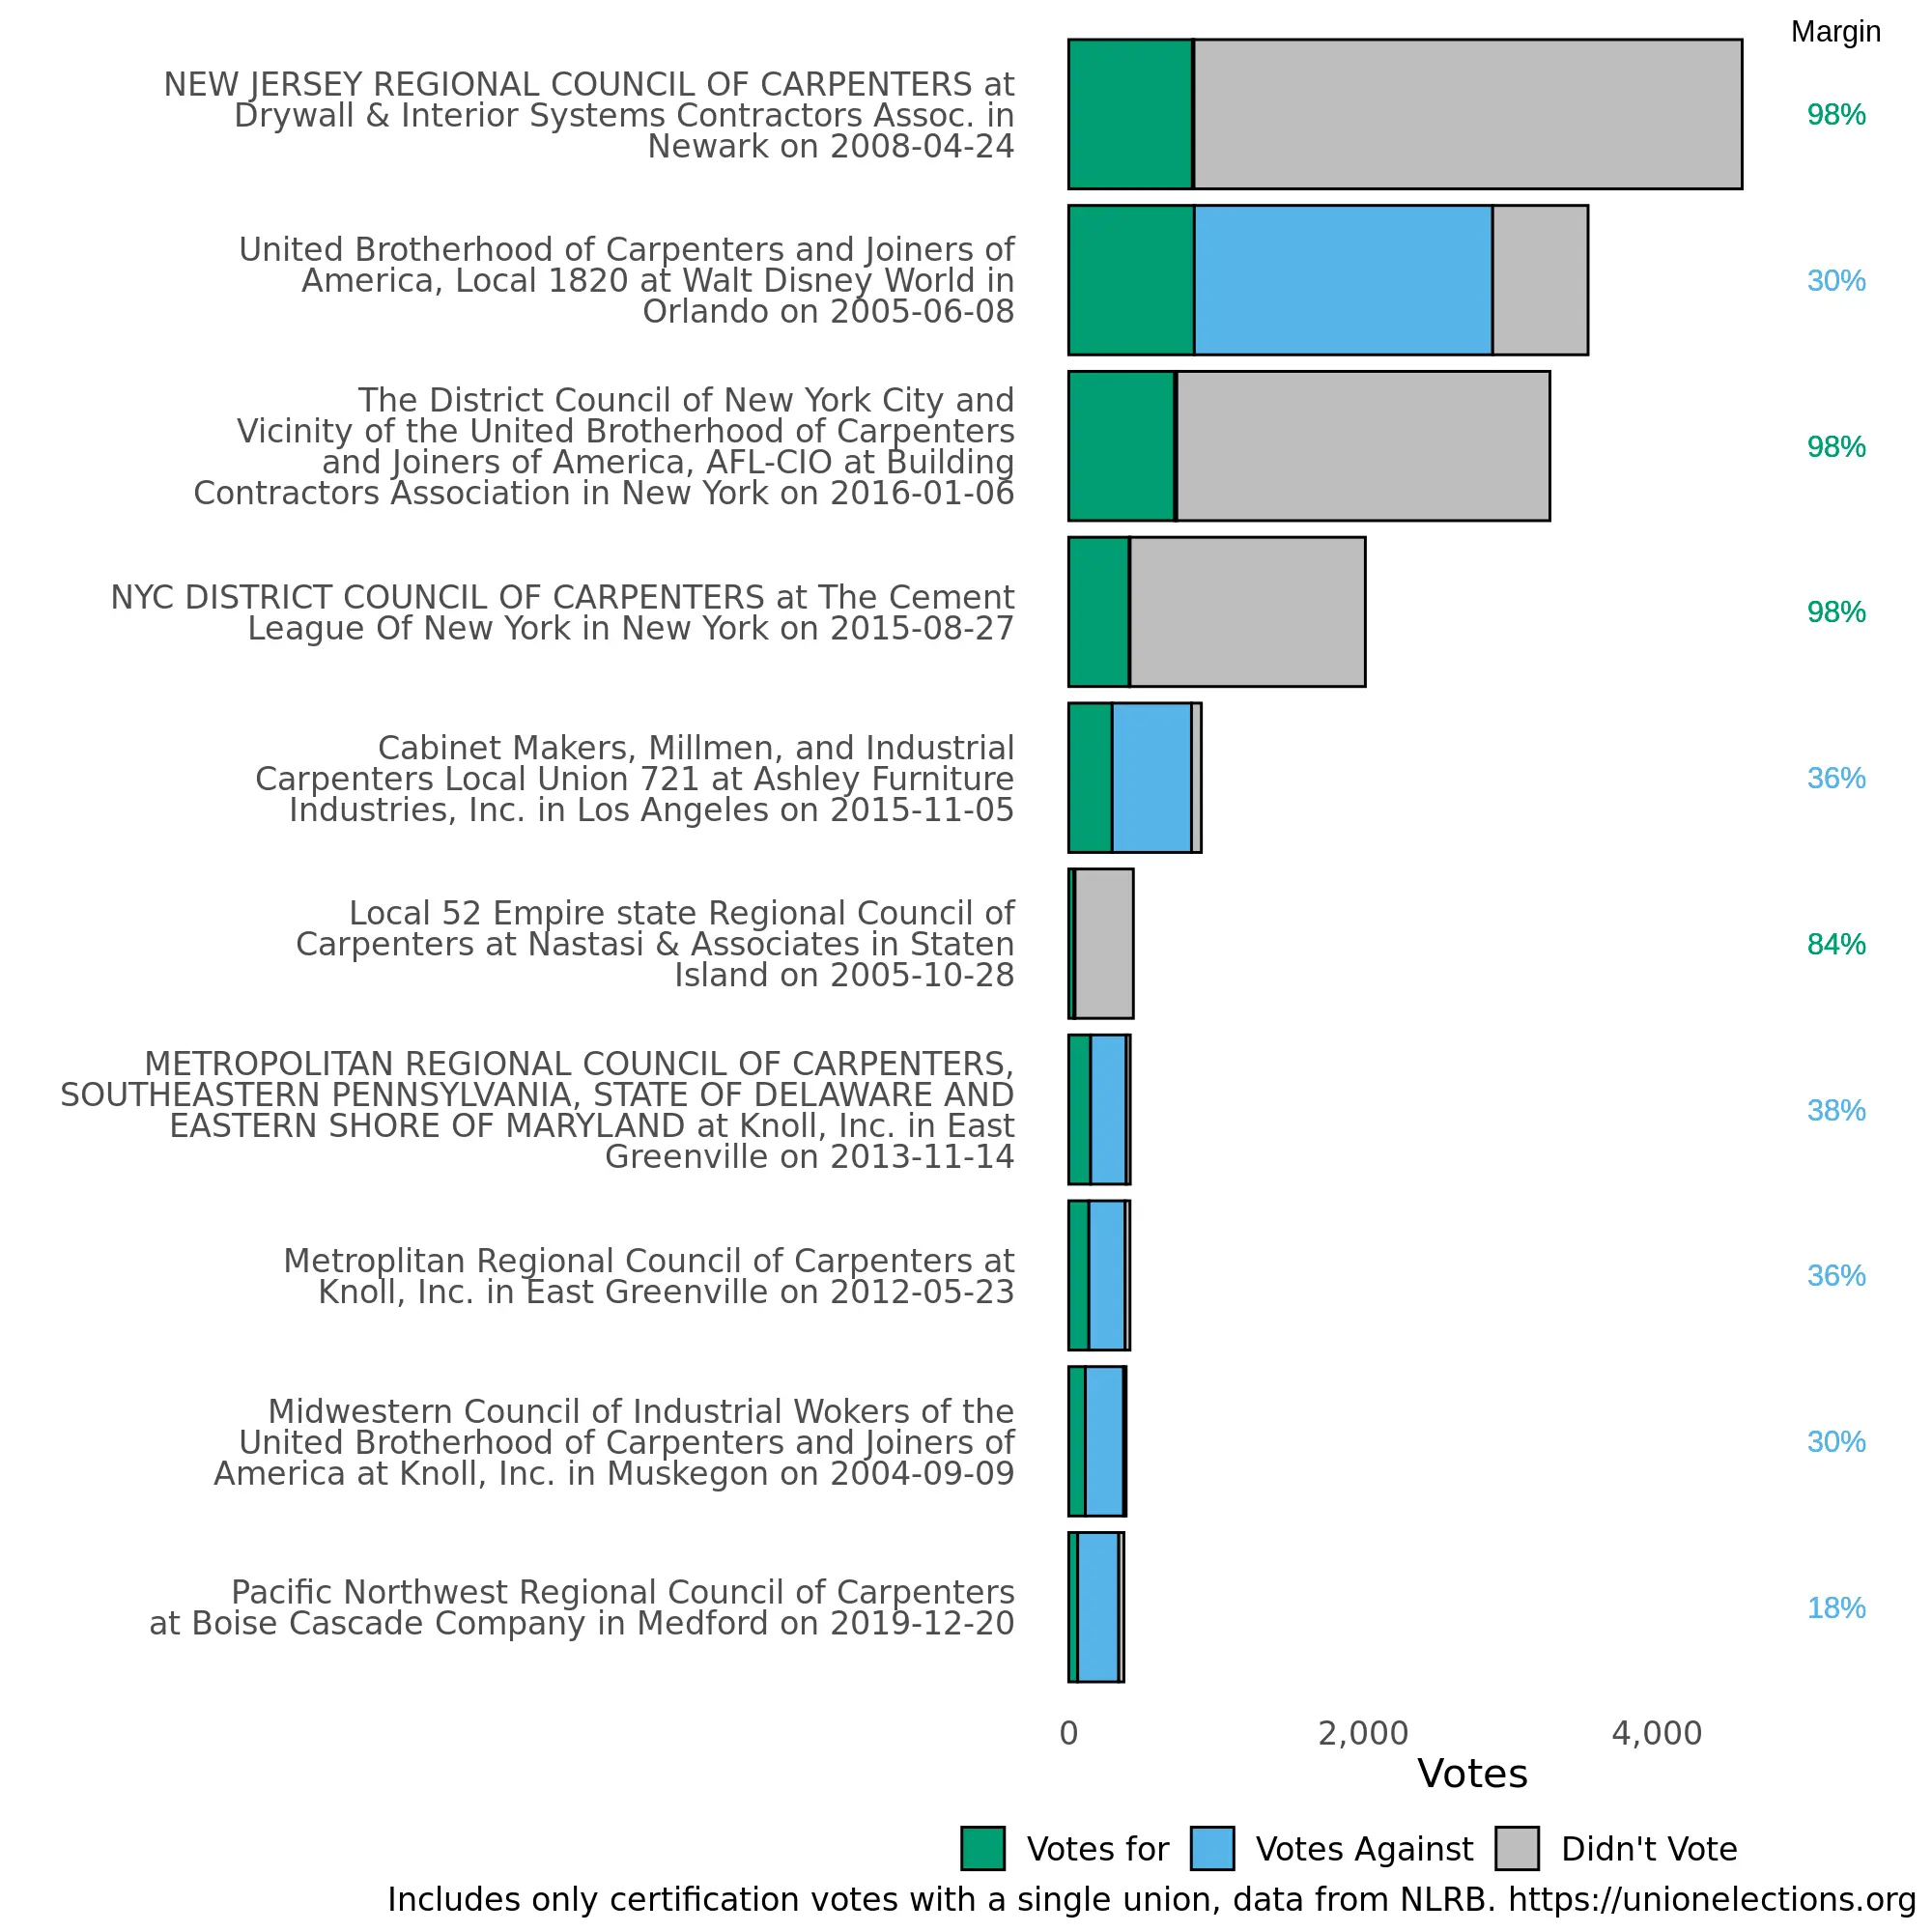 Margin
NEW JERSEY REGIONAL COUNCIL OF CARPENTERS at
Drywall & Interior Systems Contractors Assoc. in
Newark on 2008-04-24
98%
United Brotherhood of Carpenters and Joiners of
America, Local 1820 at Walt Disney World in
Orlando on 2005-06-08
30%
The District Council of New York City and
Vicinity of the United Brotherhood of Carpenters
and Joiners of America, AFL-CIO at Building
Contractors Association in New York on 2016-01-06
98%
NYC DISTRICT COUNCIL OF CARPENTERS at The Cement
League Of New York in New York on 2015-08-27
98%
Cabinet Makers, Millmen, and Industrial
Carpenters Local Union 721 at Ashley Furniture
Industries, Inc. in Los Angeles on 2015-11-05
36%
Local 52 Empire state Regional Council of
Carpenters at Nastasi & Associates in Staten
Island on 2005-10-28
84%
METROPOLITAN REGIONAL COUNCIL OF CARPENTERS,
SOUTHEASTERN PENNSYLVANIA, STATE OF DELAWARE AND
EASTERN SHORE OF MARYLAND at Knoll, Inc. in East
Greenville on 2013-11-14
38%
Metroplitan Regional Council of Carpenters at
Knoll, Inc. in East Greenville on 2012-05-23
36%
Midwestern Council of Industrial Wokers of the
United Brotherhood of Carpenters and Joiners of
America at Knoll, Inc. in Muskegon on 2004-09-09
30%
Pacific Northwest Regional Council of Carpenters
at Boise Cascade Company in Medford on 2019-12-20
18%
0 2,000 4,000
Votes
Votes for Votes Against Didn't Vote
Includes only certification votes with a single union, data from NLRB. https://unionelections.org